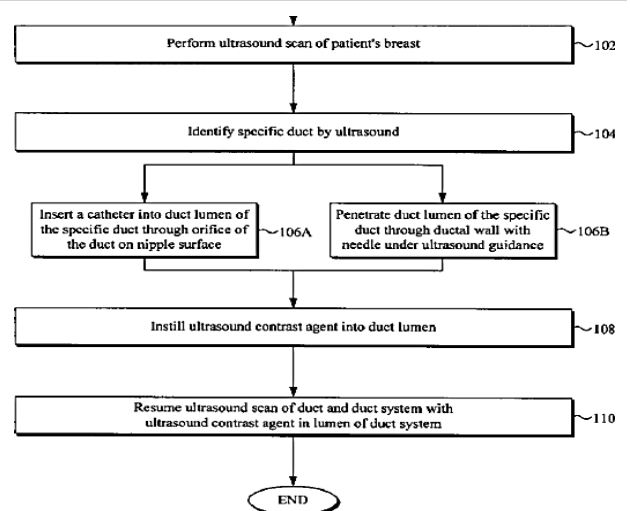 Perform ultrasound scan of patient's breast
102
Identify specific duct by ultrasound
104
Insert a catheter into duct lumen of
the specific duct through orifice of
the duct on nipple surface
106A
Penetrate duct lumen of the specific
duct through ductal wall with
needle under ultrasound guidance
106B
Instill ultrasound contrast agent into duct lumen
108
Resume ultrasound scan of duct and duct system with
ultrasound contrast agent in lumen of duct system
110
END